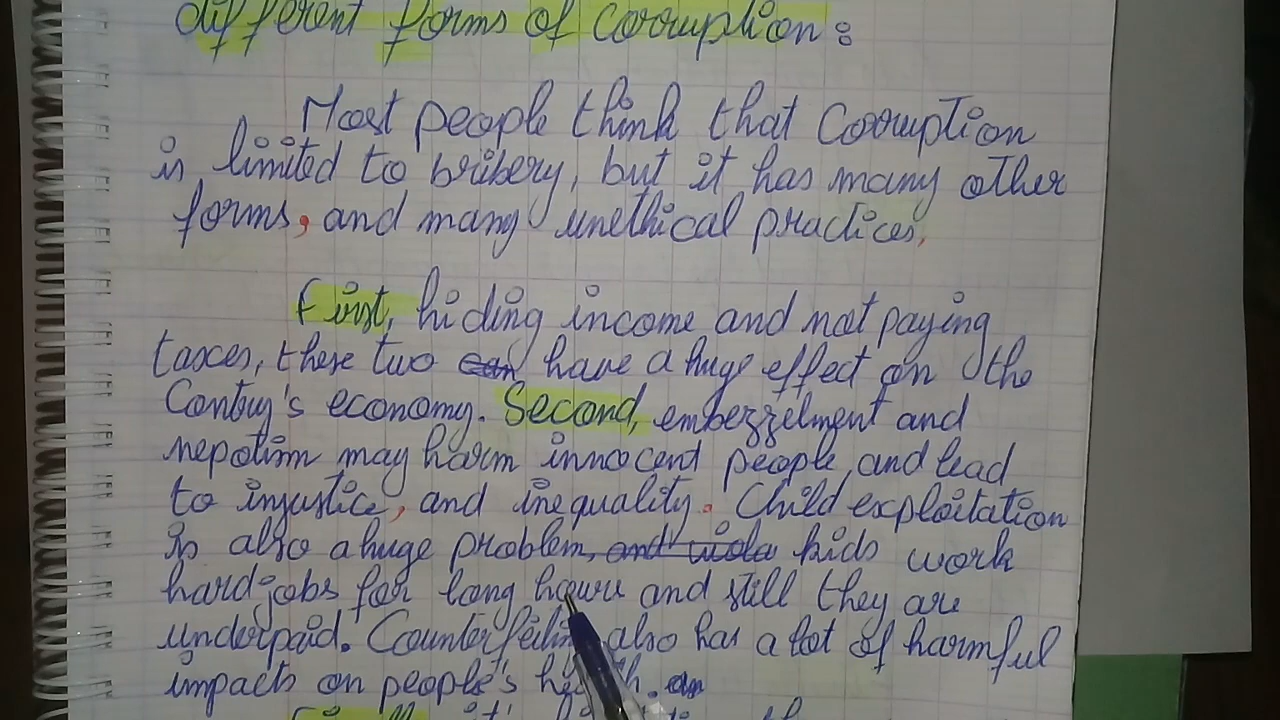 different forms of Corruption :
Most people think that Corruption
is limited to bribery, but it has many other
forms, and many unethical practices.
First, hiding income and not paying
taxes, these two have a huge effect on the
Contry's economy. Second, embezzelment and
nepotism may harm innocent people, and lead
to injustice, and inequality. Child exploitation
is also a huge problem, kids work
hard jobs for long hours and still they are
underpaid. Counterfeiting also has a lot of harmful
impacts on people's